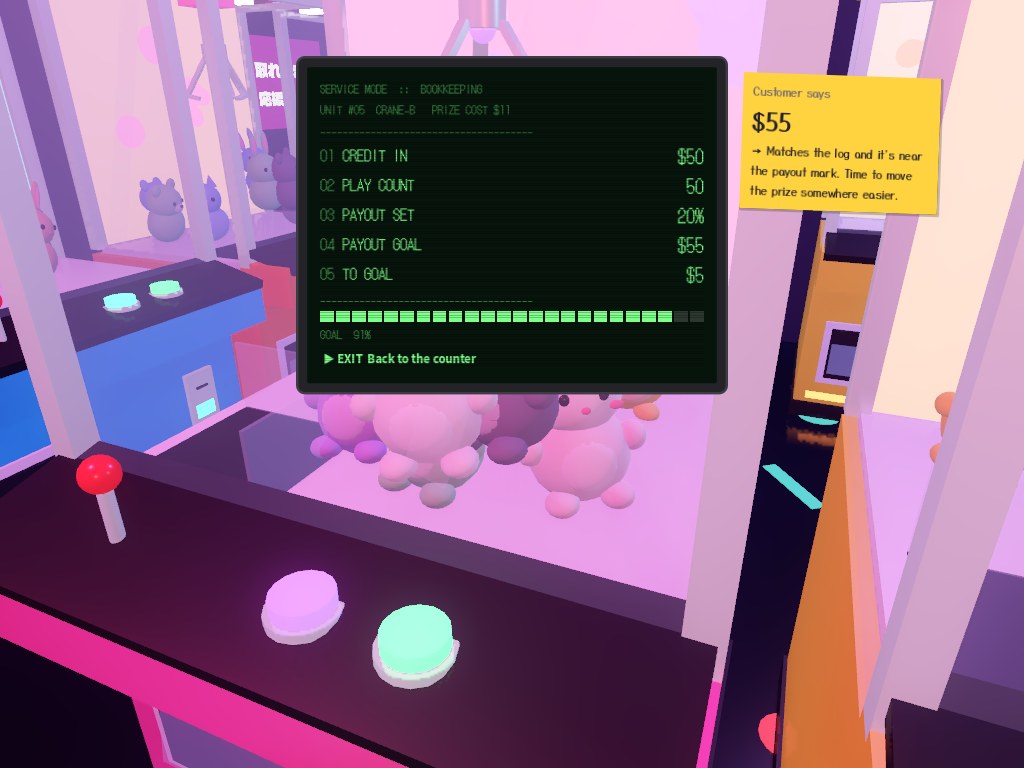 SERVICE MODE :: BOOKKEEPING
UNIT #05 CRANE-B PRIZE COST $11
01 CREDIT IN $50
02 PLAY COUNT 50
03 PAYOUT SET 20%
04 PAYOUT GOAL $55
05 TO GOAL $5
GOAL 91%
▶ EXIT Back to the counter
Customer says
$55
→ Matches the log and it's near
the payout mark. Time to move
the prize somewhere easier.